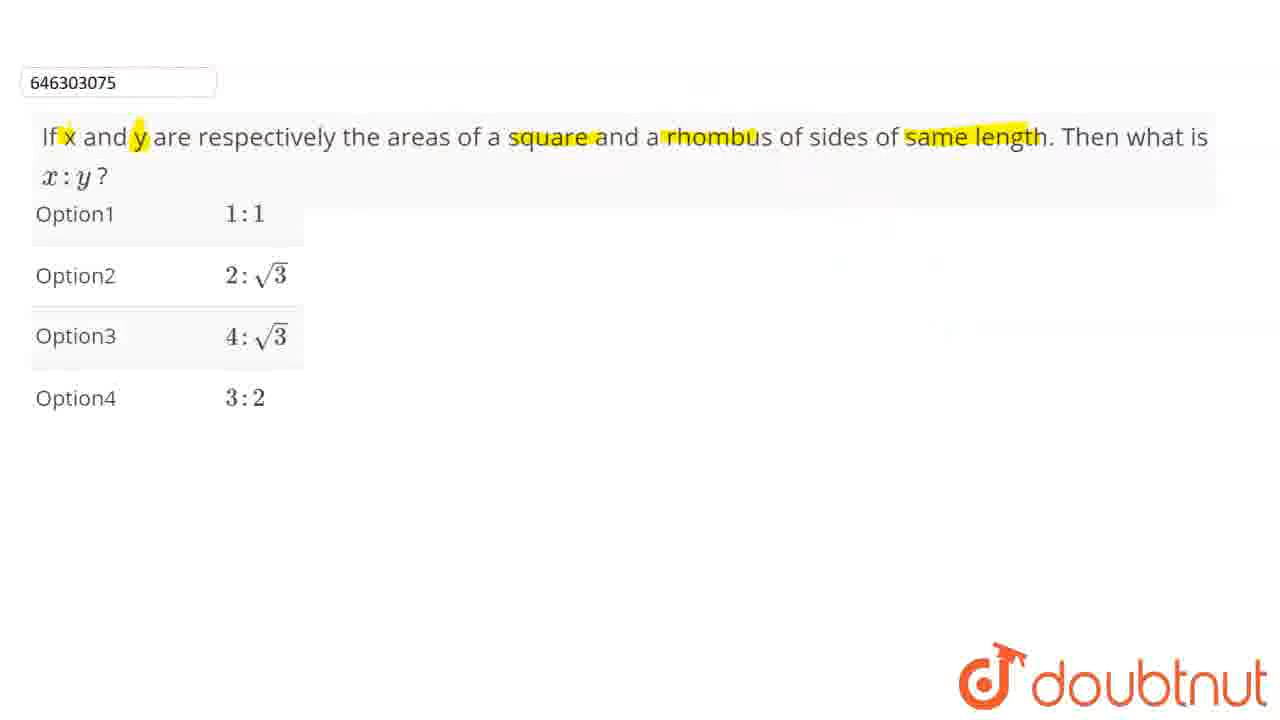 646303075
If x and y are respectively the areas of a square and a rhombus of sides of same length. Then what is
x : y ?
Option1 1 : 1
Option2 2 : √3
Option3 4 : √3
Option4 3 : 2
doubtnut